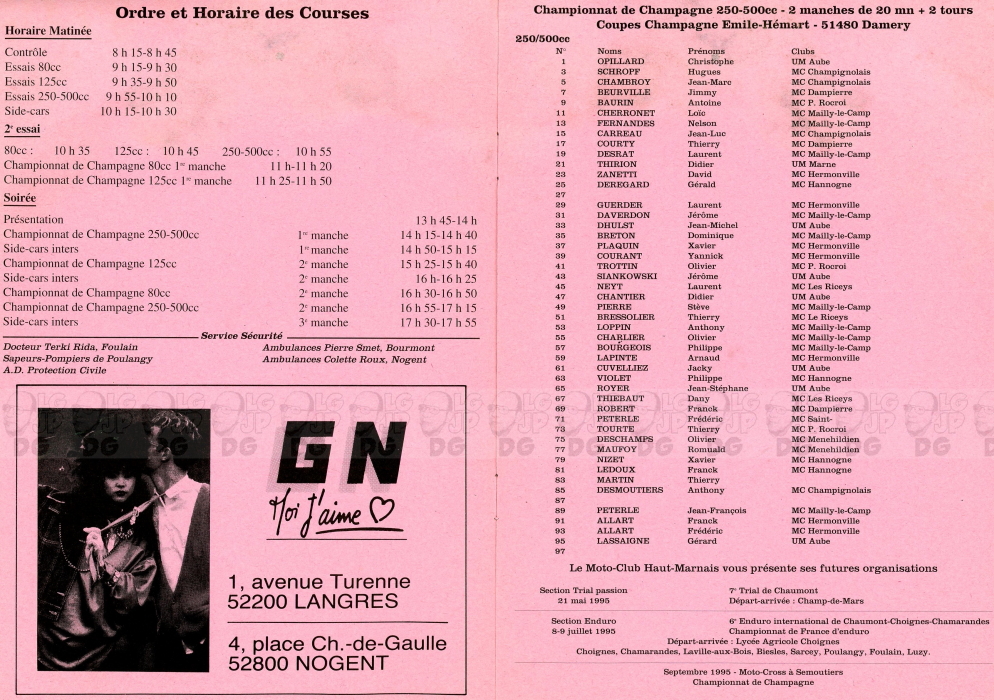 Ordre et Horaire des Courses
Horaire Matinée
Contrôle 8 h 15-8 h 45
Essais 80cc 9 h 15-9 h 30
Essais 125cc 9 h 35-9 h 50
Essais 250-500cc 9 h 55-10 h 10
Side-cars 10 h 15-10 h 30
2e essai
80cc : 10 h 35 125cc : 10 h 45 250-500cc : 10 h 55
Championnat de Champagne 80cc 1re manche 11 h-11 h 20
Championnat de Champagne 125cc 1re manche 11 h 25-11 h 50
Soirée
Présentation 13 h 45-14 h
Championnat de Champagne 250-500cc 1re manche 14 h 15-14 h 40
Side-cars inters 1re manche 14 h 50-15 h 15
Championnat de Champagne 125cc 2e manche 15 h 25-15 h 40
Side-cars inters 2e manche 16 h-16 h 25
Championnat de Champagne 80cc 2e manche 16 h 30-16 h 50
Championnat de Champagne 250-500cc 2e manche 16 h 55-17 h 15
Side-cars inters 3e manche 17 h 30-17 h 55
Service Sécurité
Docteur Terki Rida, Foulain Ambulances Pierre Smet, Bourmont
Sapeurs-Pompiers de Poulangy Ambulances Colette Roux, Nogent
A.D. Protection Civile
GN
Moi J'aime
1, avenue Turenne
52200 LANGRES
4, place Ch.-de-Gaulle
52800 NOGENT
Championnat de Champagne 250-500cc - 2 manches de 20 mn + 2 tours
Coupes Champagne Emile-Hémart - 51480 Damery
250/500cc
N° Noms Prénoms Clubs
1 OPILLARD Christophe UM Aube
3 SCHROPF Hugues MC Champignolais
5 CHAMBROY Jean-Marc MC Champignolais
7 BEURVILLE Jimmy MC Dampierre
9 BAURIN Antoine MC P. Rocroi
11 CHERRONET Loïc MC Mailly-le-Camp
13 FERNANDES Nelson MC Mailly-le-Camp
15 CARREAU Jean-Luc MC Champignolais
17 COURTY Thierry MC Dampierre
19 DESRAT Laurent MC Mailly-le-Camp
21 THIRION Didier UM Marne
23 ZANETTI David MC Hermonville
25 DEREGARD Gérald MC Hannogne
27
29 GUERDER Laurent MC Hermonville
31 DAVERDON Jérôme MC Mailly-le-Camp
33 DHULST Jean-Michel UM Aube
35 BRETON Dominique MC Mailly-le-Camp
37 PLAQUIN Xavier MC Hermonville
39 COURANT Yannick MC Hermonville
41 TROTTIN Olivier MC P. Rocroi
43 SIANKOWSKI Jérôme UM Aube
45 NEYT Laurent MC Les Riceys
47 CHANTIER Didier UM Aube
49 PIERRE Stève MC Mailly-le-Camp
51 BRESSOLIER Thierry MC Le Riceys
53 LOPPIN Anthony MC Mailly-le-Camp
55 CHARLIER Olivier MC Mailly-le-Camp
57 BOURGEOIS Philippe MC Mailly-le-Camp
59 LAPINTE Arnaud MC Hermonville
61 CUVELLIEZ Jacky UM Aube
63 VIOLET Philippe MC Hannogne
65 ROYER Jean-Stéphane UM Aube
67 THIEBAUT Dany MC Les Riceys
69 ROBERT Franck MC Dampierre
71 PETERLE Frédéric MC Saint-
73 TOURTE Thierry MC P. Rocroi
75 DESCHAMPS Olivier MC Menehildien
77 MAUFOY Romuald MC Menehildien
79 NIZET Xavier MC Hannogne
81 LEDOUX Franck MC Hannogne
83 MARTIN Thierry
85 DESMOUTIERS Anthony MC Champignolais
87
89 PETERLE Jean-François MC Mailly-le-Camp
91 ALLART Franck MC Hermonville
93 ALLART Frédéric MC Hermonville
95 LASSAIGNE Gérard UM Aube
97
Le Moto-Club Haut-Marnais vous présente ses futures organisations
Section Trial passion 7e Trial de Chaumont
21 mai 1995 Départ-arrivée : Champ-de-Mars
Section Enduro 6e Enduro international de Chaumont-Choignes-Chamarandes
8-9 juillet 1995 Championnat de France d'enduro
Départ-arrivée : Lycée Agricole Choignes
Choignes, Chamarandes, Laville-aux-Bois, Biesles, Sarcey, Poulangy, Foulain, Luzy.
Septembre 1995 - Moto-Cross à Semoutiers
Championnat de Champagne